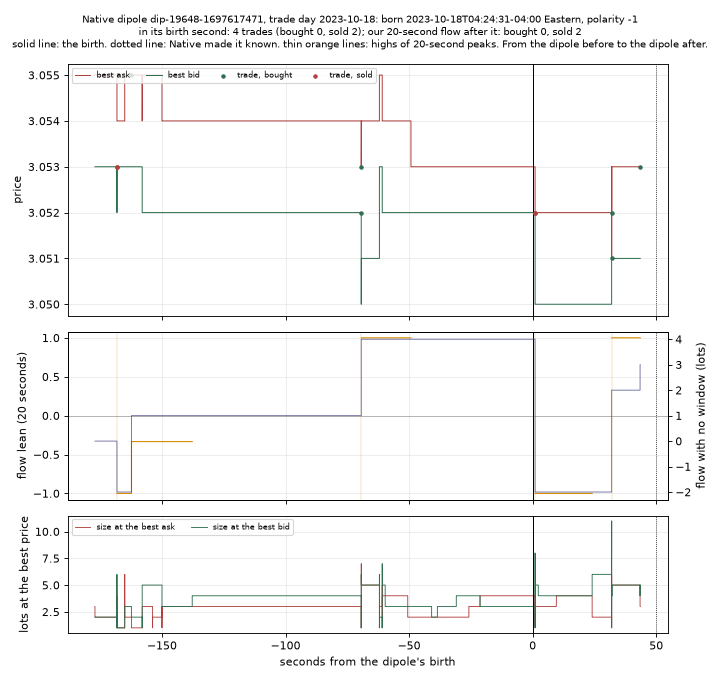 Native dipole dip-19648-1697617471, trade day 2023-10-18: born 2023-10-18T04:24:31-04:00 Eastern, polarity -1
in its birth second: 4 trades (bought 0, sold 2); our 20-second flow after it: bought 0, sold 2
solid line: the birth. dotted line: Native made it known. thin orange lines: highs of 20-second peaks. From the dipole before to the dipole after.
best ask
best bid
trade, bought
trade, sold
3.055
3.054
3.053
3.052
3.051
3.050
price
1.0
0.5
0.0
−0.5
−1.0
flow lean (20 seconds)
4
3
2
1
0
−1
−2
flow with no window (lots)
size at the best ask
size at the best bid
10.0
7.5
5.0
2.5
lots at the best price
−150
−100
−50
0
50
seconds from the dipole's birth